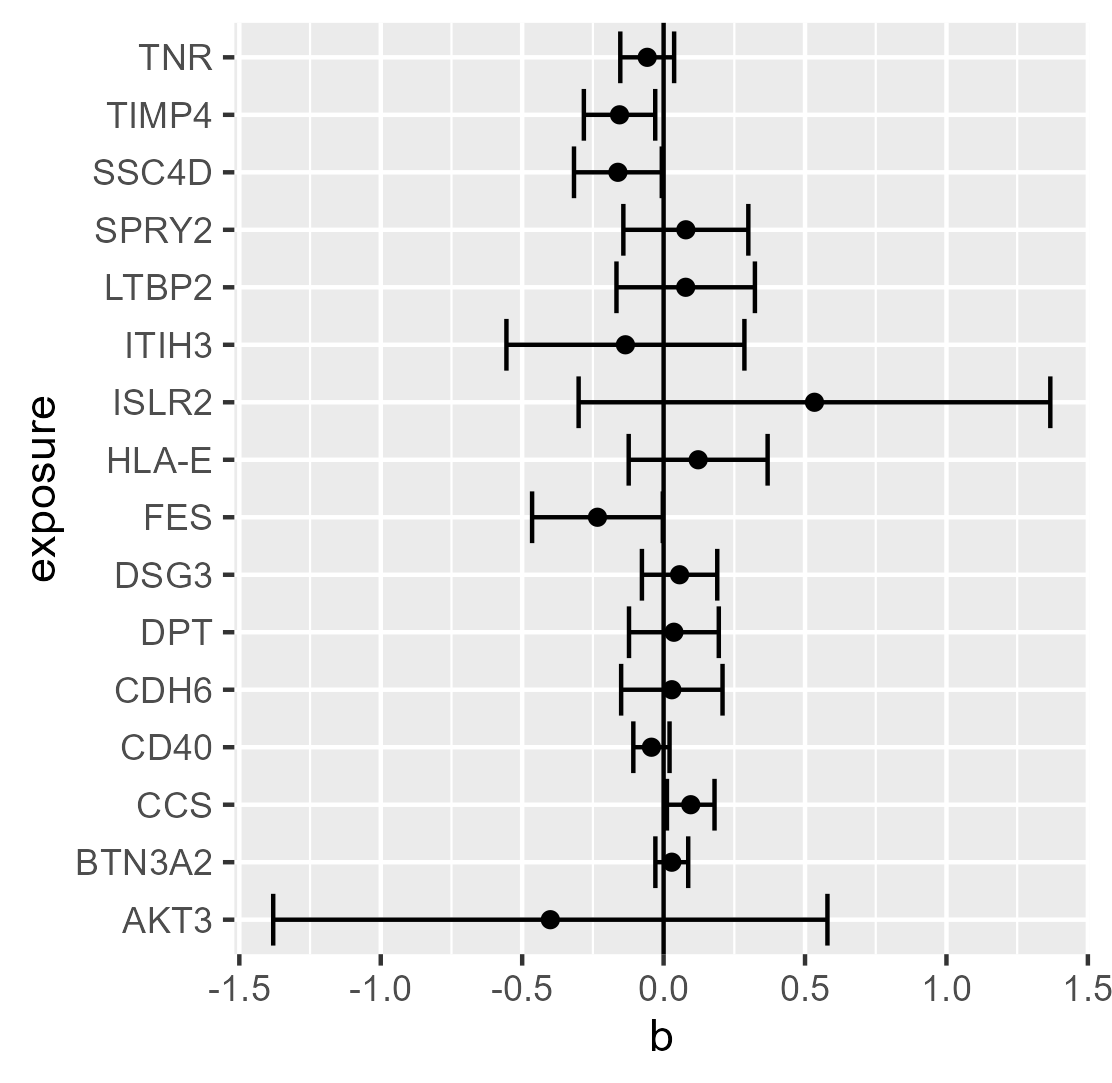 TNR
TIMP4
SSC4D
SPRY2
LTBP2
ITIH3
ISLR2
HLA-E
FES
DSG3
DPT
CDH6
CD40
CCS
BTN3A2
AKT3
exposure
-1.5 -1.0 -0.5 0.0 0.5 1.0 1.5
b